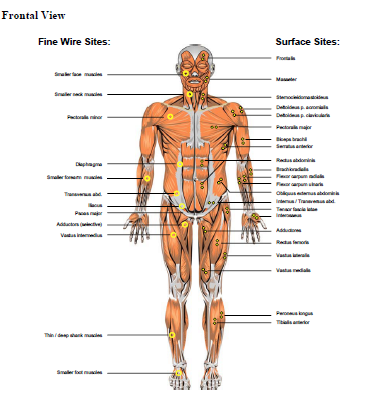 Frontal View
Fine Wire Sites:
Surface Sites:
Smaller face muscles
Smaller neck muscles
Pectoralis minor
Diaphragma
Smaller forearm muscles
Transversus abd.
Iliacus
Psoas major
Adductors (selective)
Vastus intermedius
Thin / deep shank muscles
Smaller foot muscles
Frontalis
Masseter
Sternocleidomastoideus
Deltoideus p. acromialis
Deltoideus p. clavicularis
Pectoralis major
Biceps brachii
Serratus anterior
Rectus abdominis
Brachioradialis
Flexor carpum radialis
Flexor carpum ulnaris
Obliquus externus abdominis
Internus / Transversus abd.
Tensor fascia latae
Interosseus
Adductores
Rectus femoris
Vastus lateralis
Vastus medialis
Peroneus longus
Tibialis anterior